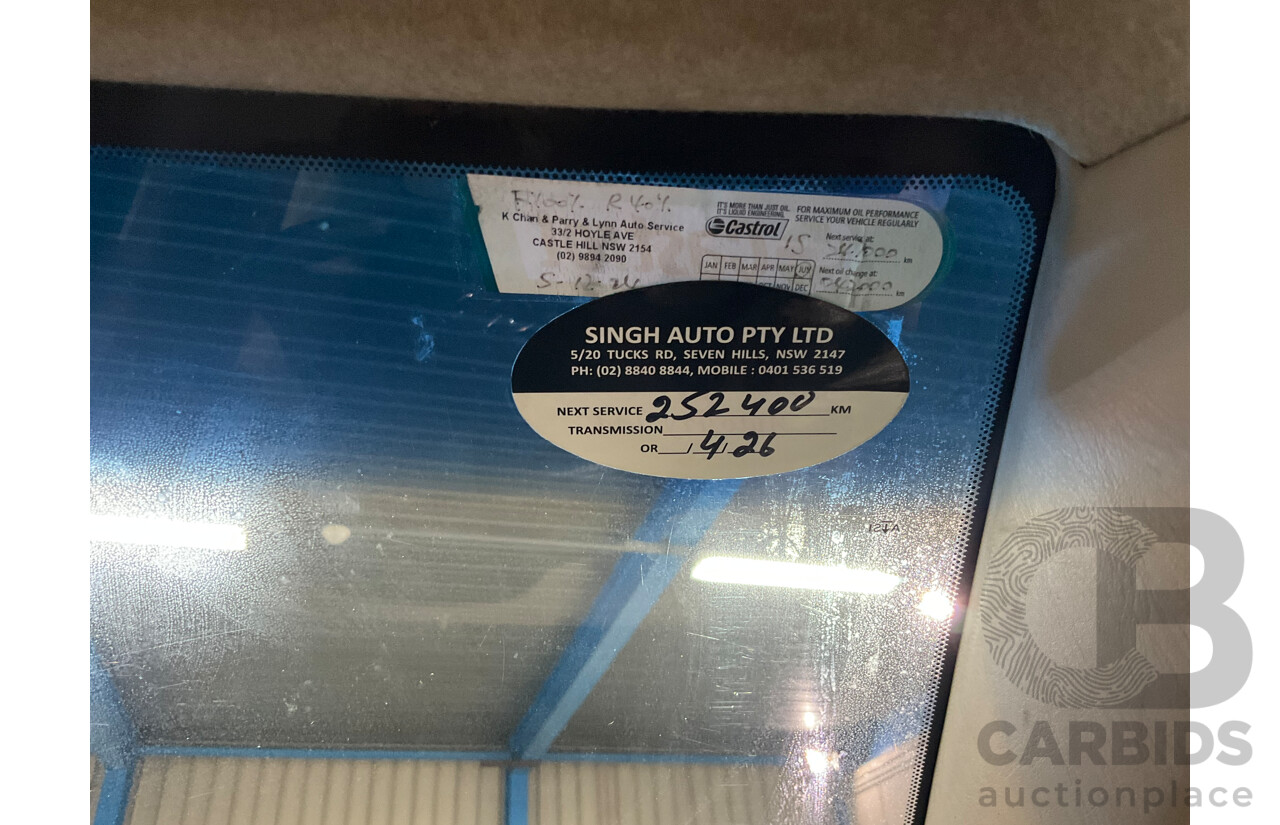 F 100% R 40%
K Chan & Parry & Lynn Auto Service
33/2 HOYLE AVE
CASTLE HILL NSW 2154
(02) 9894 2090
5-12-24
IT'S MORE THAN JUST OIL.
IT'S LIQUID ENGINEERING.
Castrol
FOR MAXIMUM OIL PERFORMANCE
SERVICE YOUR VEHICLE REGULARLY
Next service at:
km
JAN FEB MAR APR MAY JUN
OCT NOV DEC
Next oil change at:
242000 km
SINGH AUTO PTY LTD
5/20 TUCKS RD, SEVEN HILLS, NSW 2147
PH: (02) 8840 8844, MOBILE : 0401 536 519
NEXT SERVICE 252400 KM
TRANSMISSION
OR / 4 / 26
CARBIDS
auctionplace